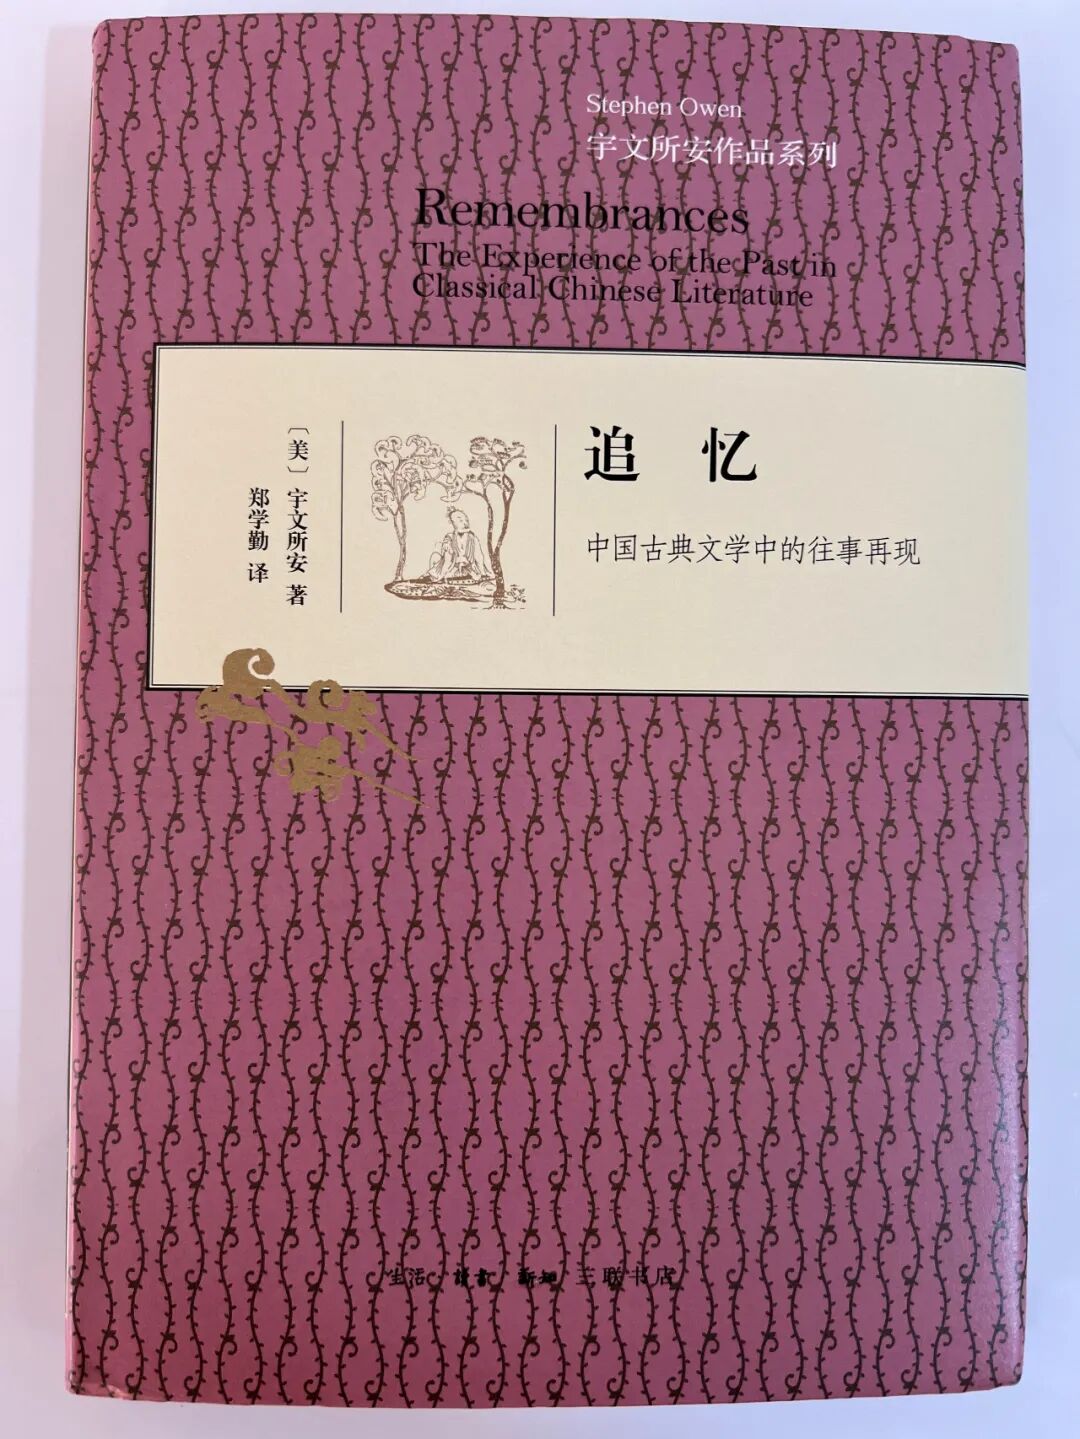 Stephen Owen
宇文所安作品系列
Remembrances
The Experience of the Past in
Classical Chinese Literature
追忆
中国古典文学中的往事再现
〔美〕宇文所安 著
郑学勤 译
生活·讀書·新知 三联书店